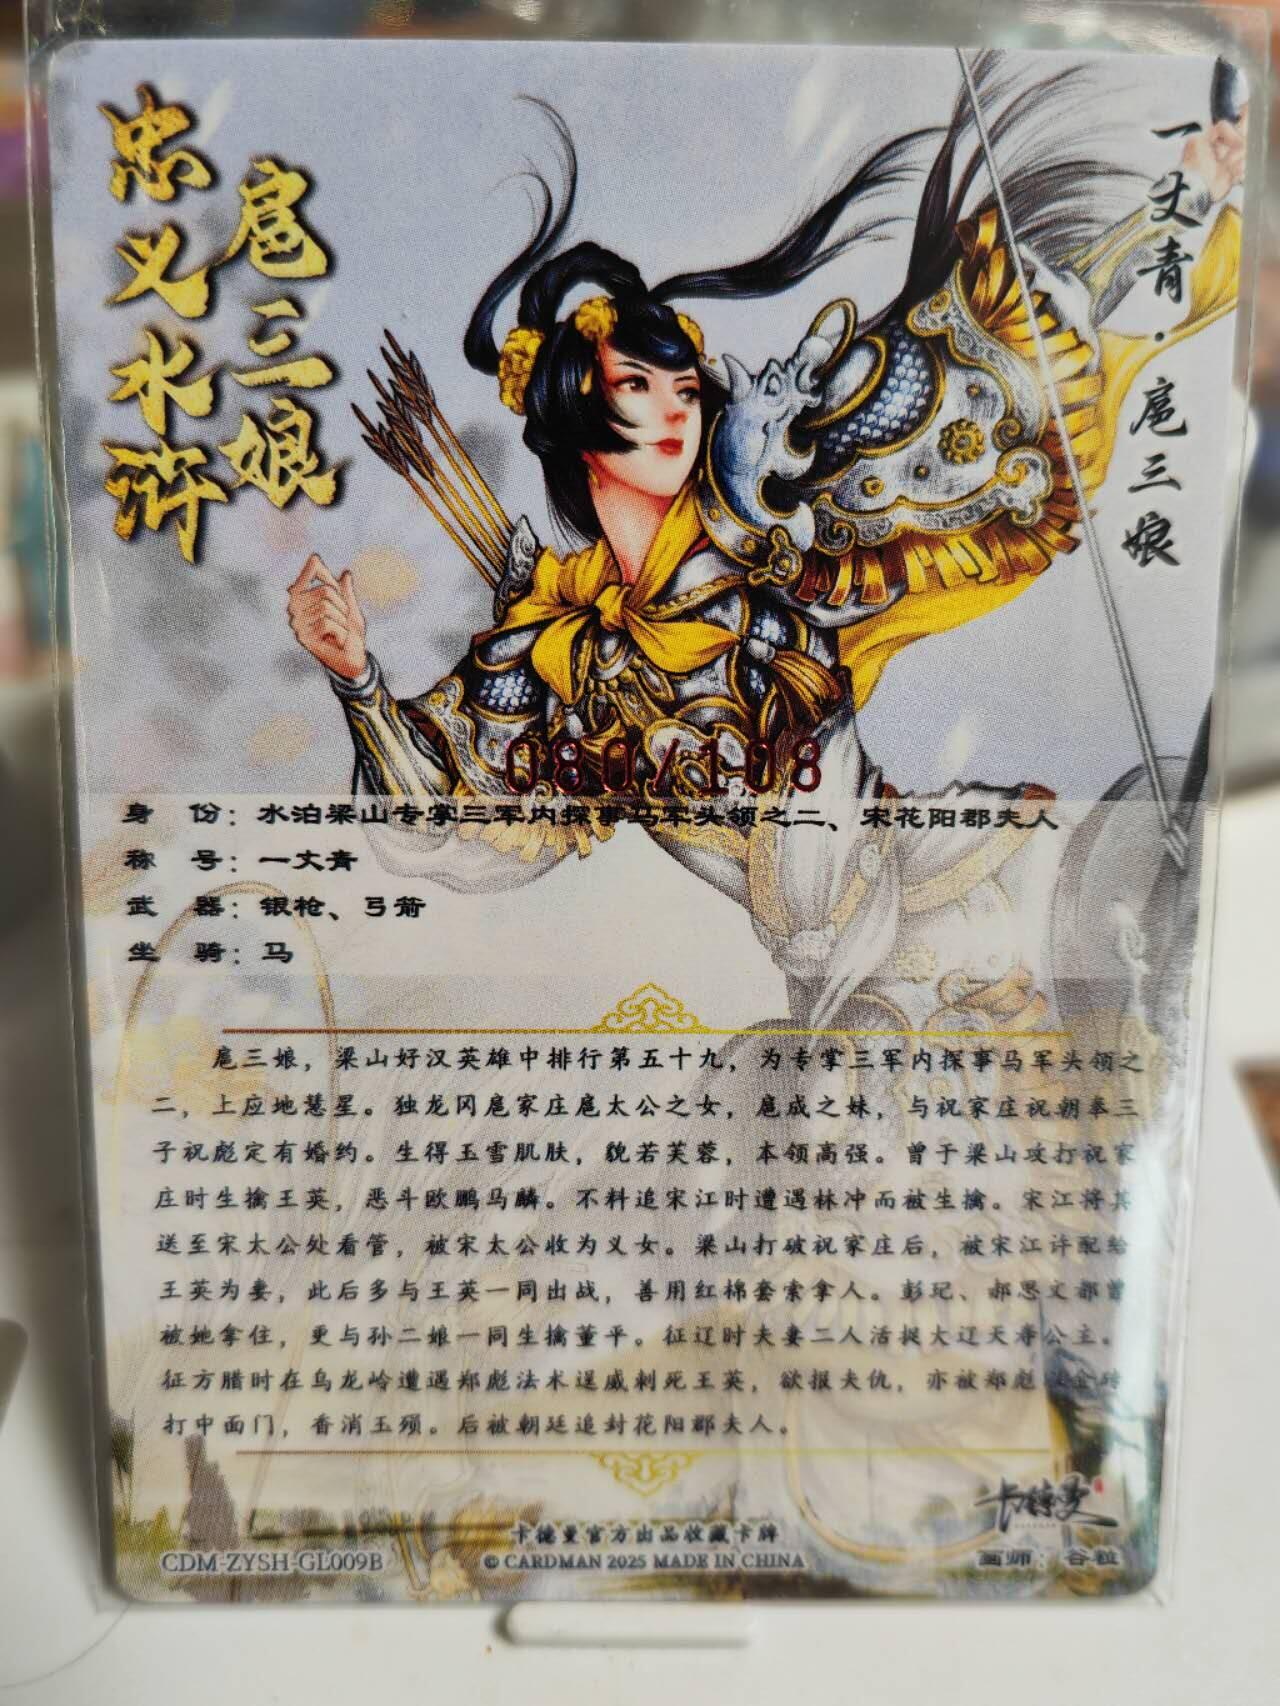 忠义水浒
扈三娘
一丈青·扈三娘
080/108
身 份：水泊梁山专掌三军内探事马军头领之二、宋花阳郡夫人
称 号：一丈青
武 器：银枪、弓箭
坐 骑：马
扈三娘，梁山好汉英雄中排行第五十九，为专掌三军内探事马军头领之
二，上应地慧星。独龙冈扈家庄扈太公之女，扈成之妹，与祝家庄祝朝奉三
子祝彪定有婚约。生得玉雪肌肤，貌若芙蓉，本领高强。曾于梁山攻打祝家
庄时生擒王英，恶斗欧鹏马麟。不料追宋江时遭遇林冲而被生擒。宋江将其
送至宋太公处看管，被宋太公收为义女。梁山打破祝家庄后，被宋江许配给
王英为妻，此后多与王英一同出战，善用红棉套索拿人。彭玘、郝思文都曾
被她拿住，更与孙二娘一同生擒董平。征辽时夫妻二人活捉大辽天寿公主。
征方腊时在乌龙岭遭遇郑彪法术逞威刺死王英，欲报夫仇，亦被郑彪金砖
打中面门，香消玉殒。后被朝廷追封花阳郡夫人。
卡德曼
卡德曼官方出品收藏卡牌
CDM-ZYSH-GL009B
© CARDMAN 2025 MADE IN CHINA
画师：谷粒